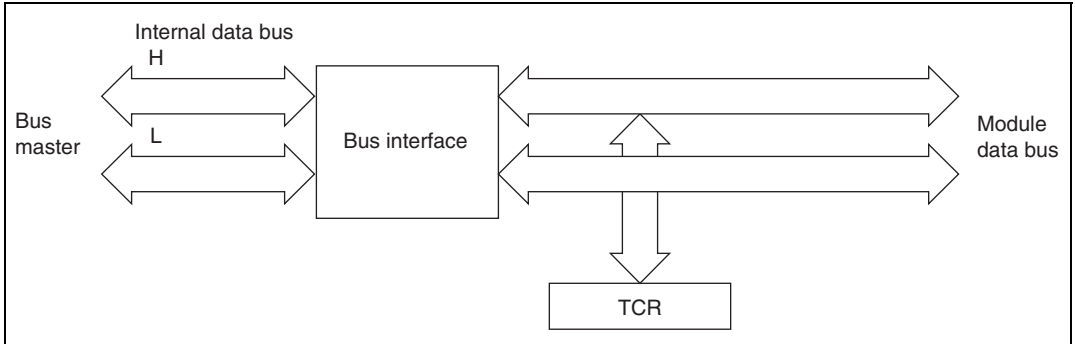 Internal data bus
H
Bus
master
L
Bus interface
Module
data bus
TCR